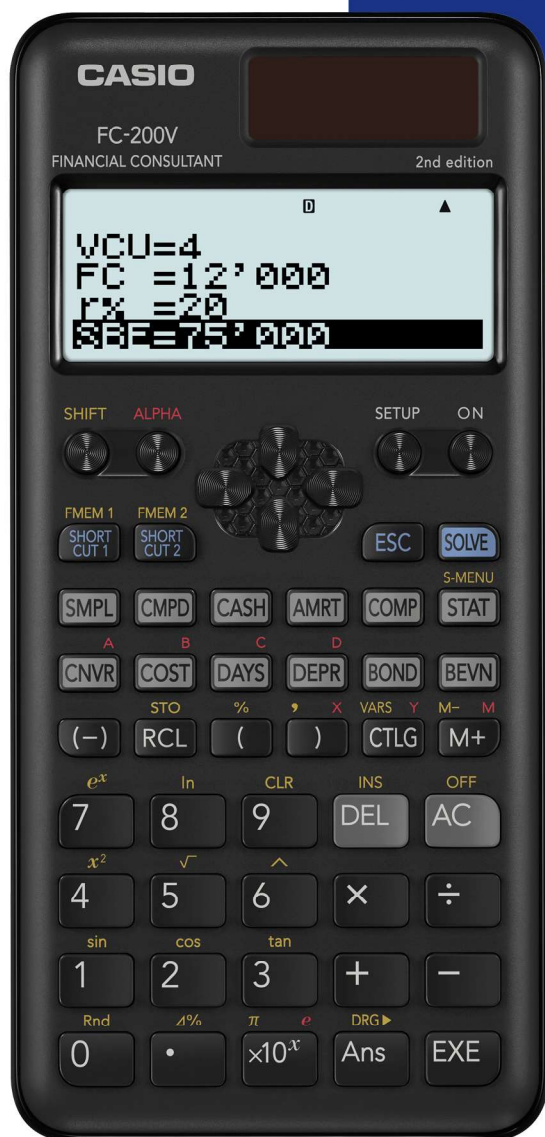 CASIO
FC-200V
FINANCIAL CONSULTANT 2nd edition
D ▲
VCU=4
FC =12'000
r% =20
SBE=75'000
SHIFT ALPHA SETUP ON
FMEM 1 FMEM 2
SHORT CUT 1 SHORT CUT 2 ESC SOLVE
S-MENU
SMPL CMPD CASH AMRT COMP STAT
A B C D
CNVR COST DAYS DEPR BOND BEVN
STO % , X VARS Y M− M
(−) RCL ( ) CTLG M+
eˣ ln CLR INS OFF
7 8 9 DEL AC
x² √ ^
4 5 6 × ÷
sin cos tan
1 2 3 + −
Rnd ⊿% π e DRG▶
0 • ×10ˣ Ans EXE